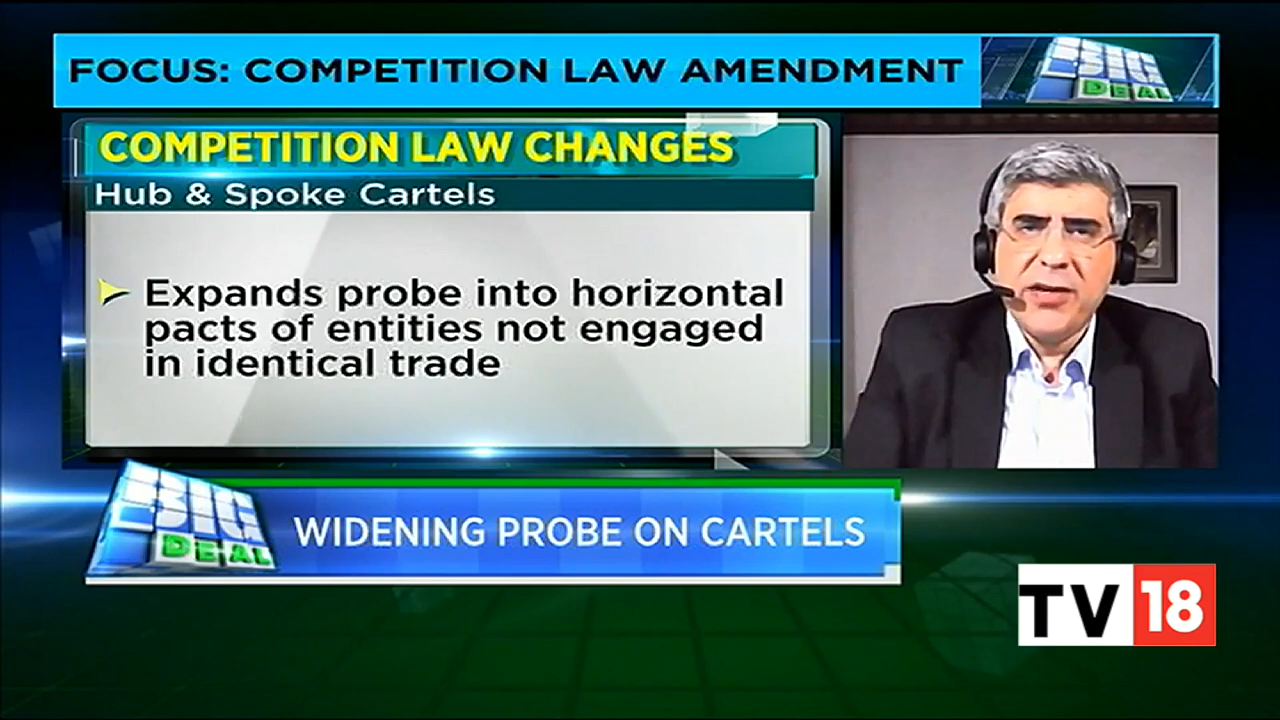 FOCUS: COMPETITION LAW AMENDMENT
BIG
DEAL
COMPETITION LAW CHANGES
Hub & Spoke Cartels
Expands probe into horizontal
pacts of entities not engaged
in identical trade
BIG
DEAL
WIDENING PROBE ON CARTELS
TV18